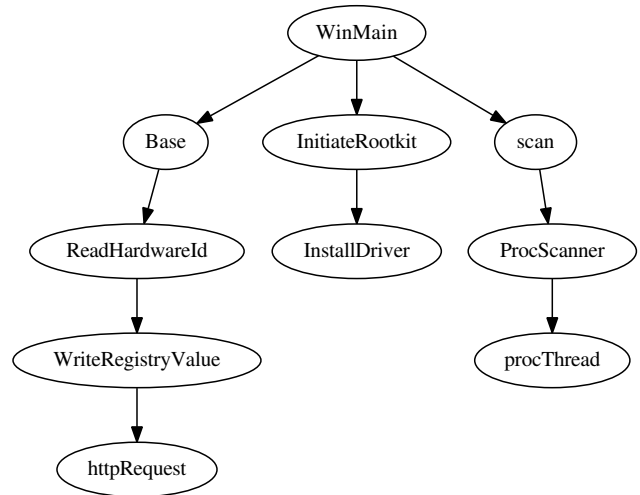 WinMain
Base
InitiateRootkit
scan
ReadHardwareId
InstallDriver
ProcScanner
WriteRegistryValue
procThread
httpRequest